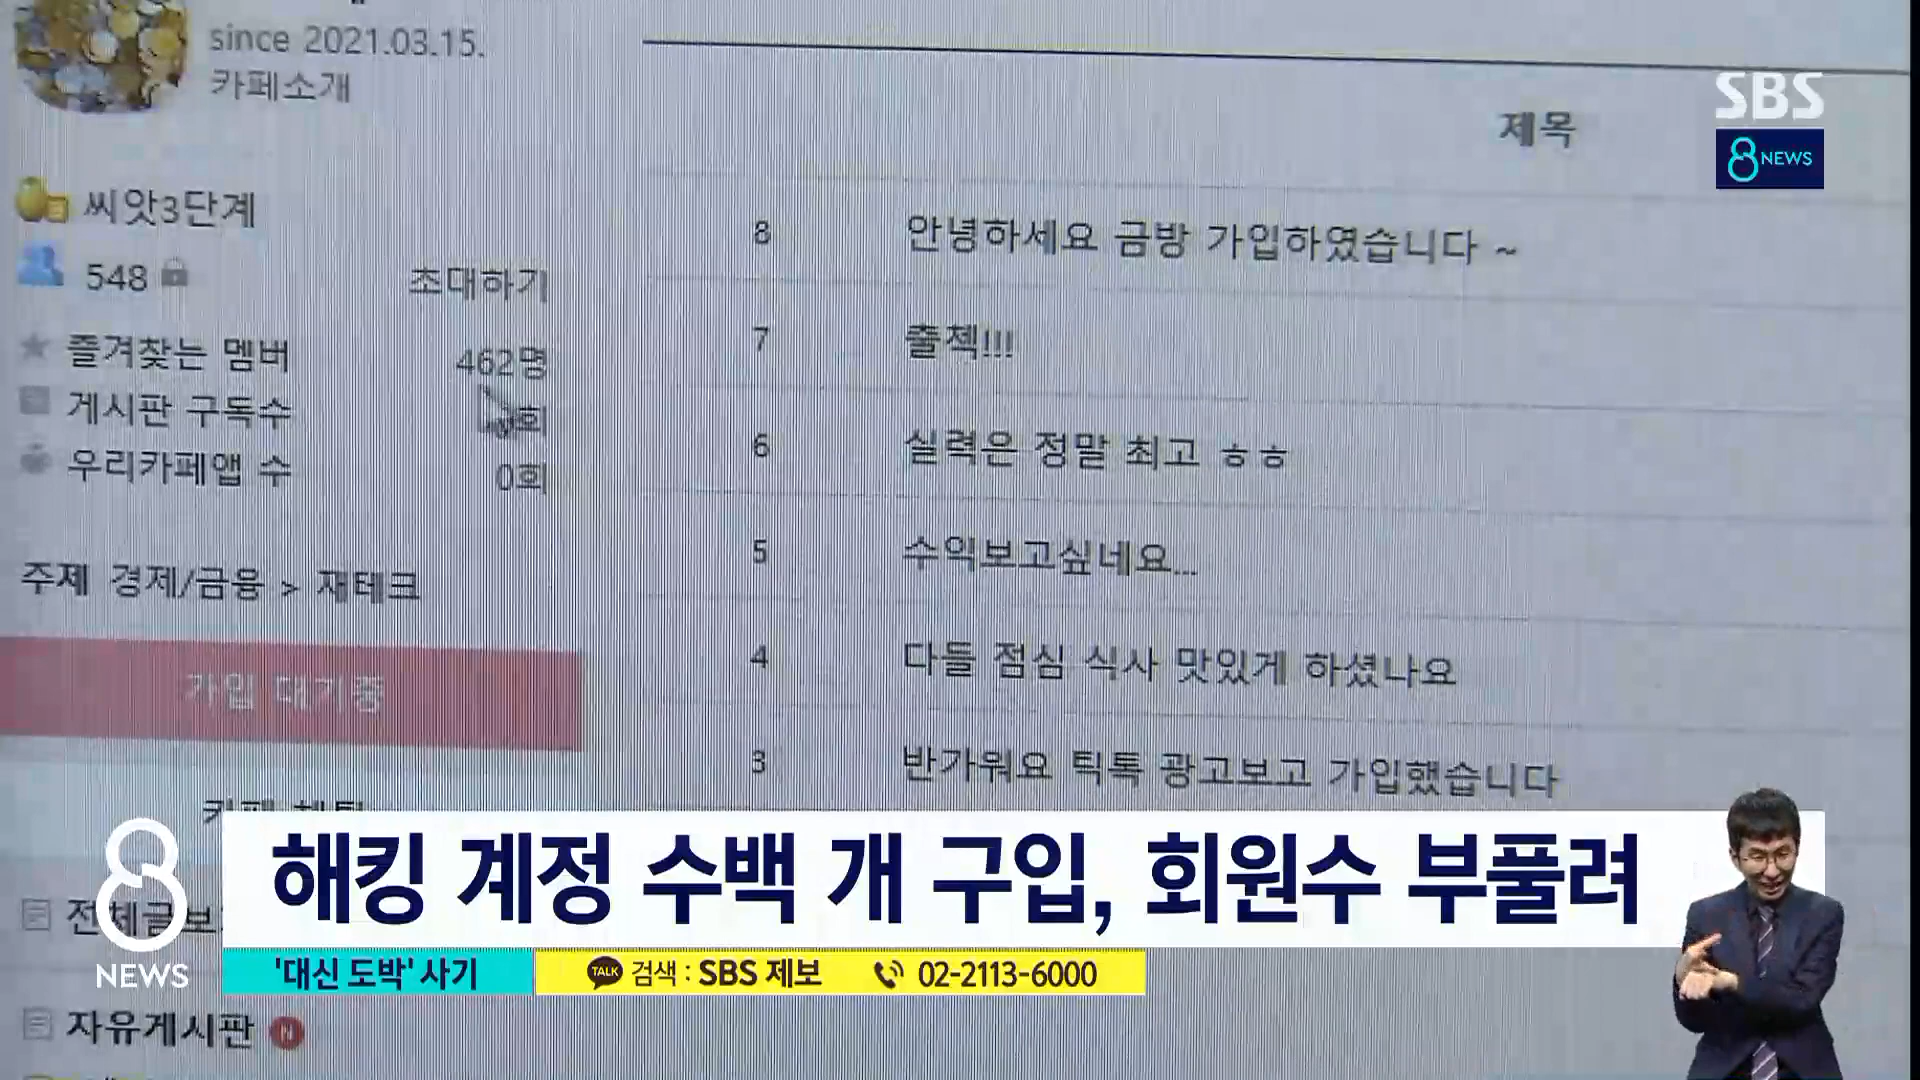 since 2021.03.15.
카페소개
씨앗3단계
548
초대하기
즐겨찾는 멤버 462명
게시판 구독수 회
우리카페앱 수 0회
주제 경제/금융 > 재테크
가입 대기중
자유게시판 N
제목
8 안녕하세요 금방 가입하였습니다 ~
7 출첵!!!
6 실력은 정말 최고 ㅎㅎ
5 수익보고싶네요...
4 다들 점심 식사 맛있게 하셨나요
3 반가워요 틱톡 광고보고 가입했습니다
SBS
8 NEWS
8 NEWS
해킹 계정 수백 개 구입, 회원수 부풀려
'대신 도박' 사기
TALK 검색 : SBS 제보 02-2113-6000